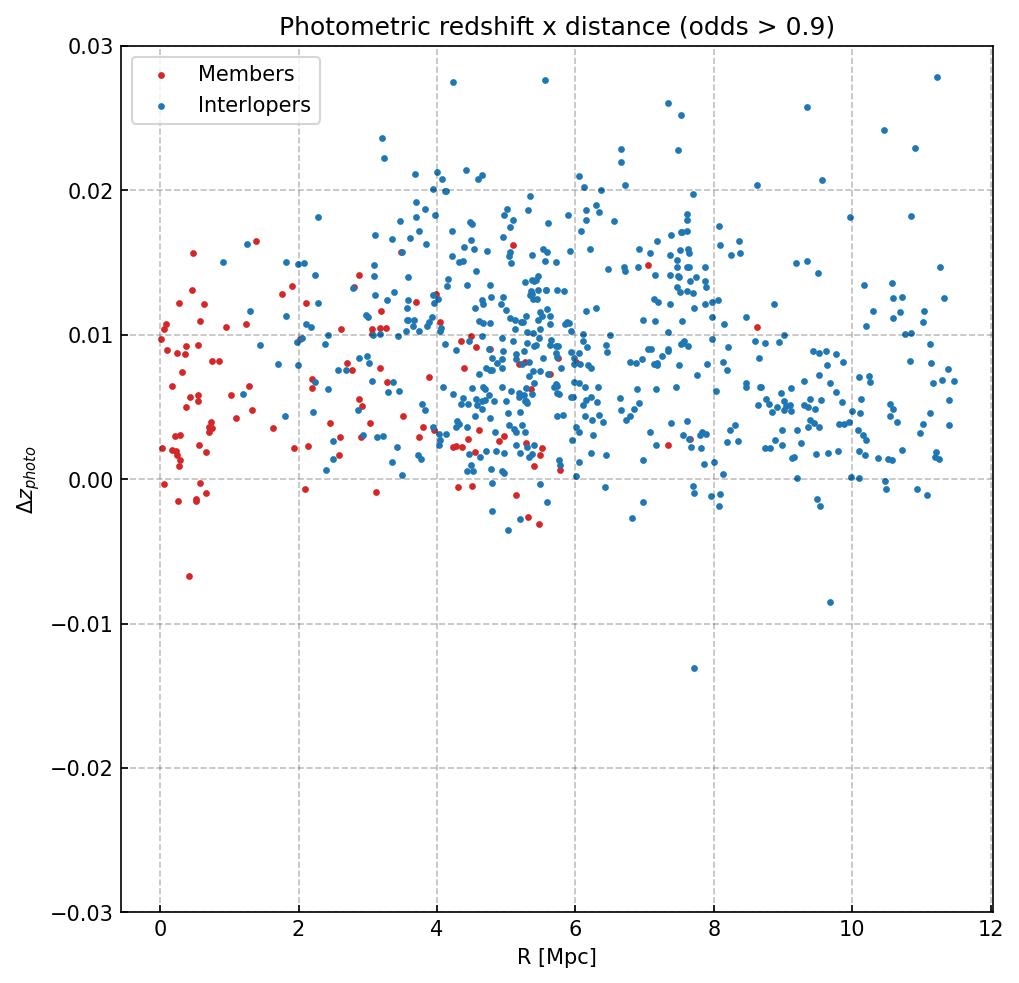 Photometric redshift x distance (odds > 0.9)
Members
Interlopers
0.03
0.02
0.01
0.00
−0.01
−0.02
−0.03
Δz_photo
0 2 4 6 8 10 12
R [Mpc]